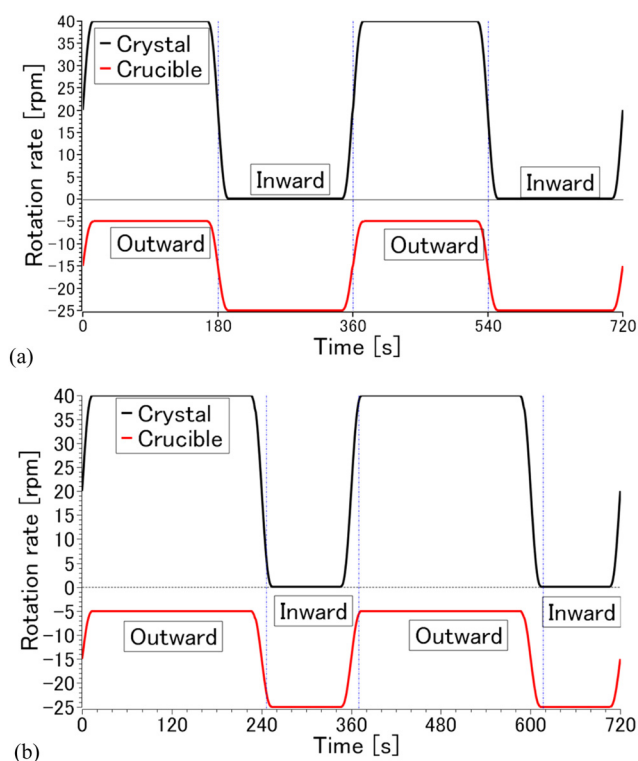 40
35
30
25
20
15
10
5
0
-5
-10
-15
-20
-25
Rotation rate [rpm]
Crystal
Crucible
Inward
Inward
Outward
Outward
0 180 360 540 720
Time [s]
(a)
40
35
30
25
20
15
10
5
0
-5
-10
-15
-20
-25
Rotation rate [rpm]
Crystal
Crucible
Inward
Inward
Outward
Outward
0 120 240 360 480 600 720
Time [s]
(b)